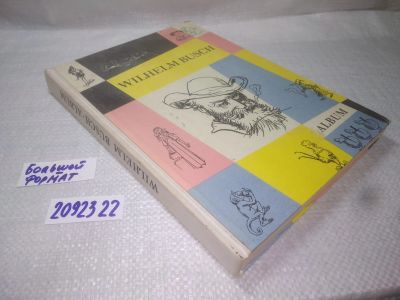 WILHELM BUSCH
ALBUM
WILHELM BUSCH-ALBUM
БОЛЬШОЙ
ФОРМАТ
2092322